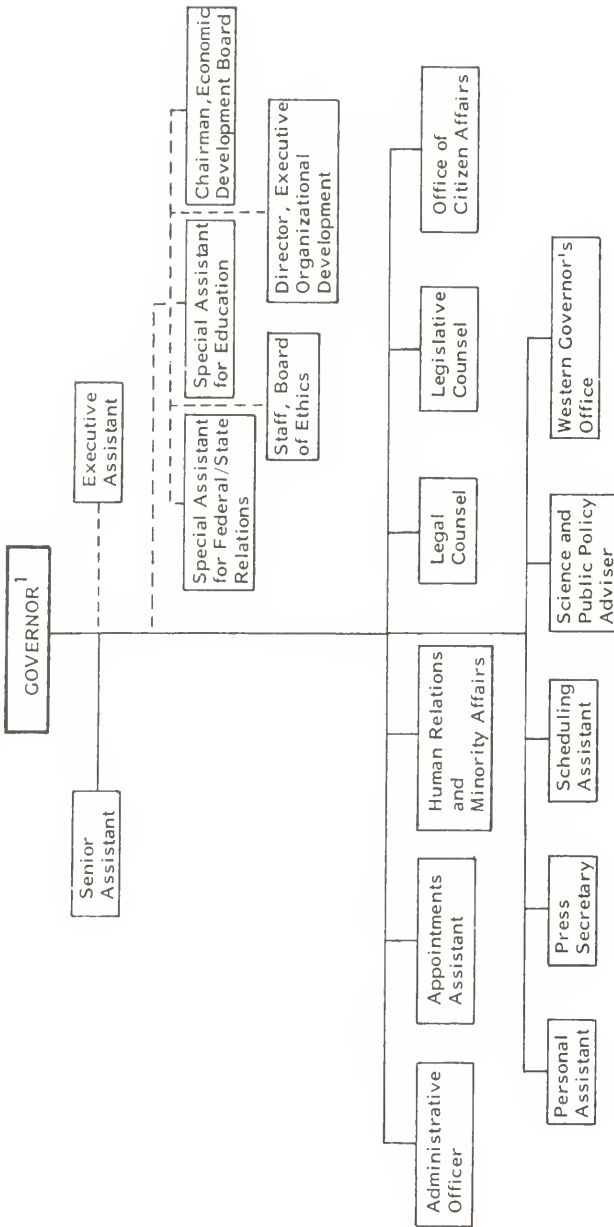 GOVERNOR¹
Senior
Assistant
Executive
Assistant
Special Assistant
for Federal/State
Relations
Special Assistant
for Education
Chairman, Economic
Development Board
Staff, Board
of Ethics
Director, Executive
Organizational
Development
Administrative
Officer
Appointments
Assistant
Human Relations
and
Minority Affairs
Legal
Counsel
Legislative
Counsel
Office of
Citizen Affairs
Personal
Assistant
Press
Secretary
Scheduling
Assistant
Science and
Public Policy
Adviser
Western Governor's
Office